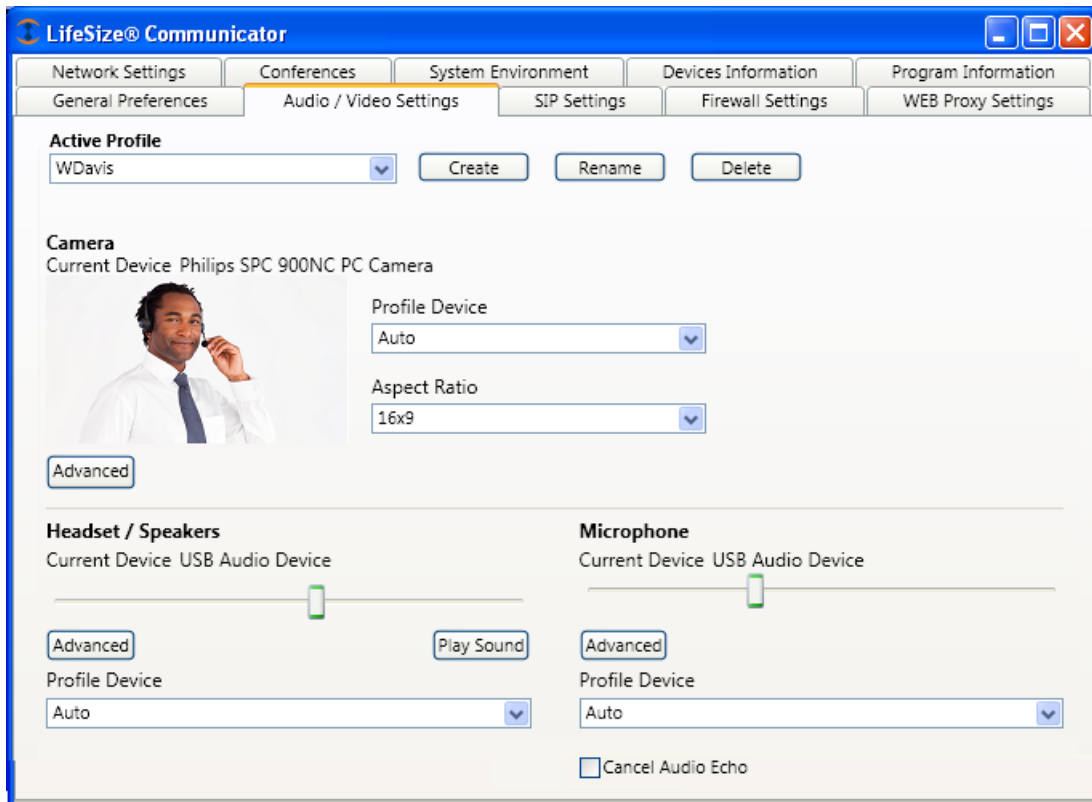 LifeSize® Communicator
Network Settings Conferences System Environment Devices Information Program Information
General Preferences Audio / Video Settings SIP Settings Firewall Settings WEB Proxy Settings
Active Profile
WDavis Create Rename Delete
Camera
Current Device Philips SPC 900NC PC Camera
Profile Device
Auto
Aspect Ratio
16x9
Advanced
Headset / Speakers Microphone
Current Device USB Audio Device Current Device USB Audio Device
Advanced Play Sound Advanced
Profile Device Profile Device
Auto Auto
Cancel Audio Echo